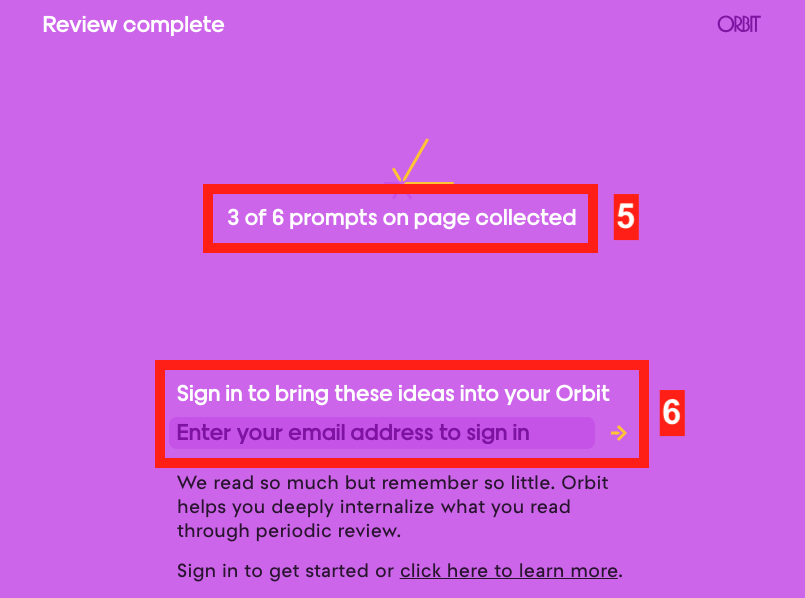 Review complete
ORBIT
3 of 6 prompts on page collected
5
Sign in to bring these ideas into your Orbit
6
Enter your email address to sign in
We read so much but remember so little. Orbit
helps you deeply internalize what you read
through periodic review.
Sign in to get started or click here to learn more.